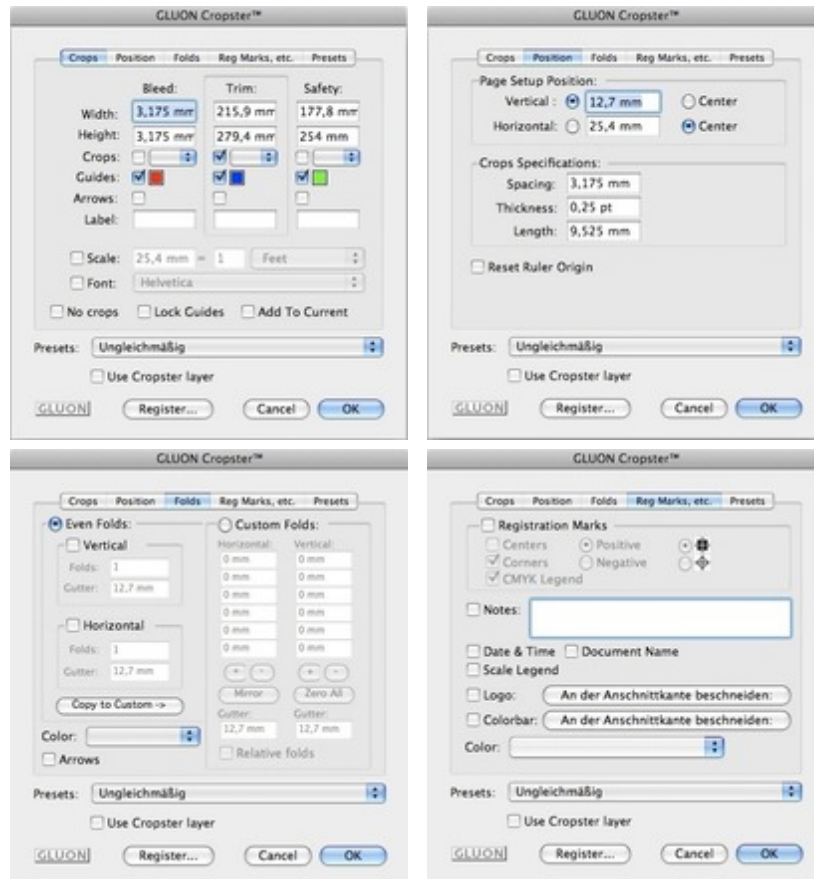 GLUON Cropster™
Crops Position Folds Reg Marks, etc. Presets
Bleed: Trim: Safety:
Width: 3,175 mm 215,9 mm 177,8 mm
Height: 3,175 mm 279,4 mm 254 mm
Crops:
Guides:
Arrows:
Label:
Scale: 25,4 mm = 1 Feet
Font: Helvetica
No crops Lock Guides Add To Current
Presets: Ungleichmäßig
Use Cropster layer
GLUON Register... Cancel OK
GLUON Cropster™
Crops Position Folds Reg Marks, etc. Presets
Page Setup Position:
Vertical : 12,7 mm Center
Horizontal: 25,4 mm Center
Crops Specifications:
Spacing: 3,175 mm
Thickness: 0,25 pt
Length: 9,525 mm
Reset Ruler Origin
Presets: Ungleichmäßig
Use Cropster layer
GLUON Register... Cancel OK
GLUON Cropster™
Crops Position Folds Reg Marks, etc. Presets
Even Folds: Custom Folds:
Vertical Horizontal: Vertical:
Folds: 1 0 mm 0 mm
Gutter: 12,7 mm 0 mm 0 mm
0 mm 0 mm
0 mm 0 mm
Horizontal 0 mm 0 mm
Folds: 1 0 mm 0 mm
Gutter: 12,7 mm + - + -
Copy to Custom -> Mirror Zero All
Gutter: Gutter:
Color: 12,7 mm 12,7 mm
Arrows Relative folds
Presets: Ungleichmäßig
Use Cropster layer
GLUON Register... Cancel OK
GLUON Cropster™
Crops Position Folds Reg Marks, etc. Presets
Registration Marks
Centers Positive
Corners Negative
CMYK Legend
Notes:
Date & Time Document Name
Scale Legend
Logo: An der Anschnittkante beschneiden:
Colorbar: An der Anschnittkante beschneiden:
Color:
Presets: Ungleichmäßig
Use Cropster layer
GLUON Register... Cancel OK